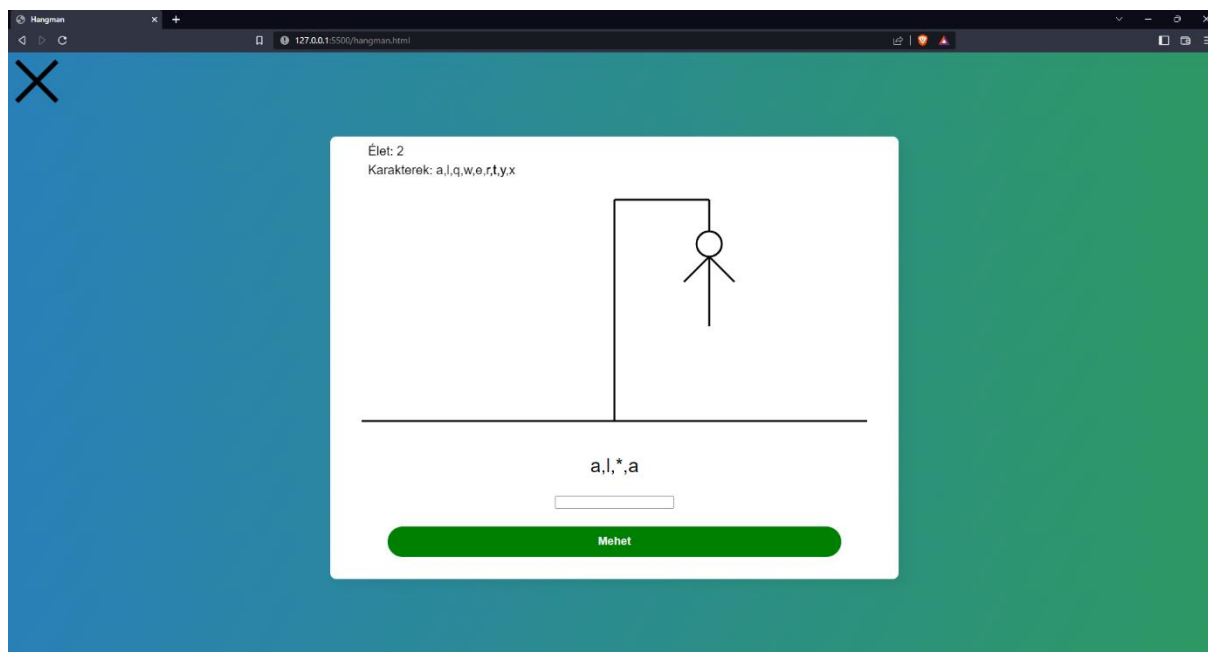 Hangman
127.0.0.1:5500/hangman.html
Élet: 2
Karakterek: a,l,q,w,e,r,t,y,x
a,l,*,a
Mehet